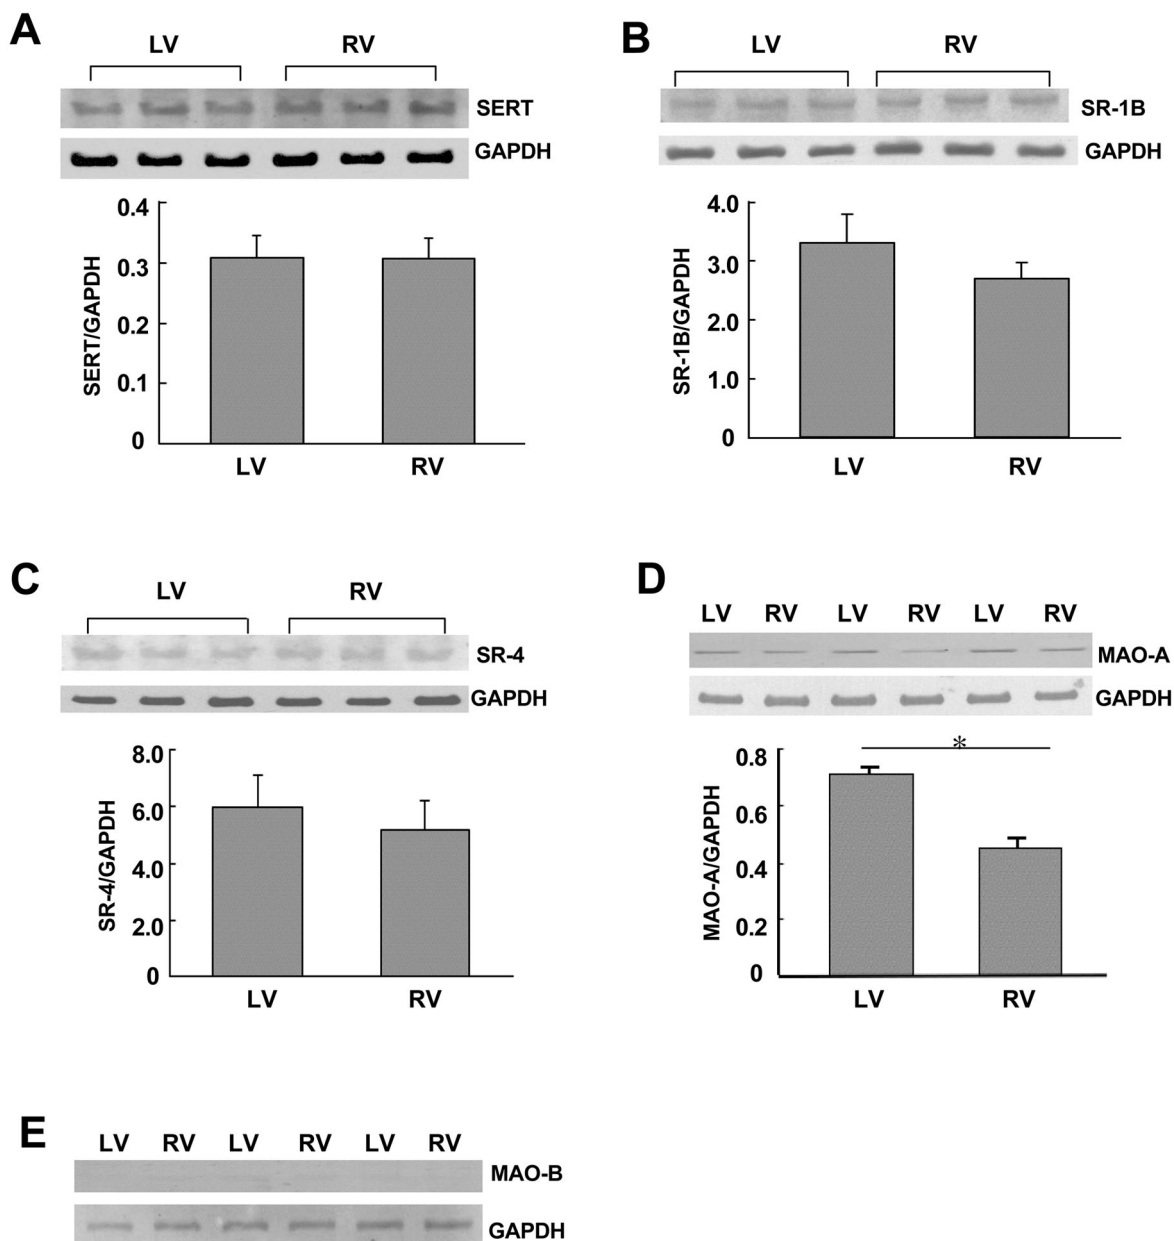 A
LV RV
SERT
GAPDH
0.4
0.3
0.2
0.1
0
SERT/GAPDH
LV RV
B
LV RV
SR-1B
GAPDH
4.0
3.0
2.0
1.0
0
SR-1B/GAPDH
LV RV
C
LV RV
SR-4
GAPDH
8.0
6.0
4.0
2.0
0
SR-4/GAPDH
LV RV
D
LV RV LV RV LV RV
MAO-A
GAPDH
*
0.8
0.6
0.4
0.2
0
MAO-A/GAPDH
LV RV
E
LV RV LV RV LV RV
MAO-B
GAPDH